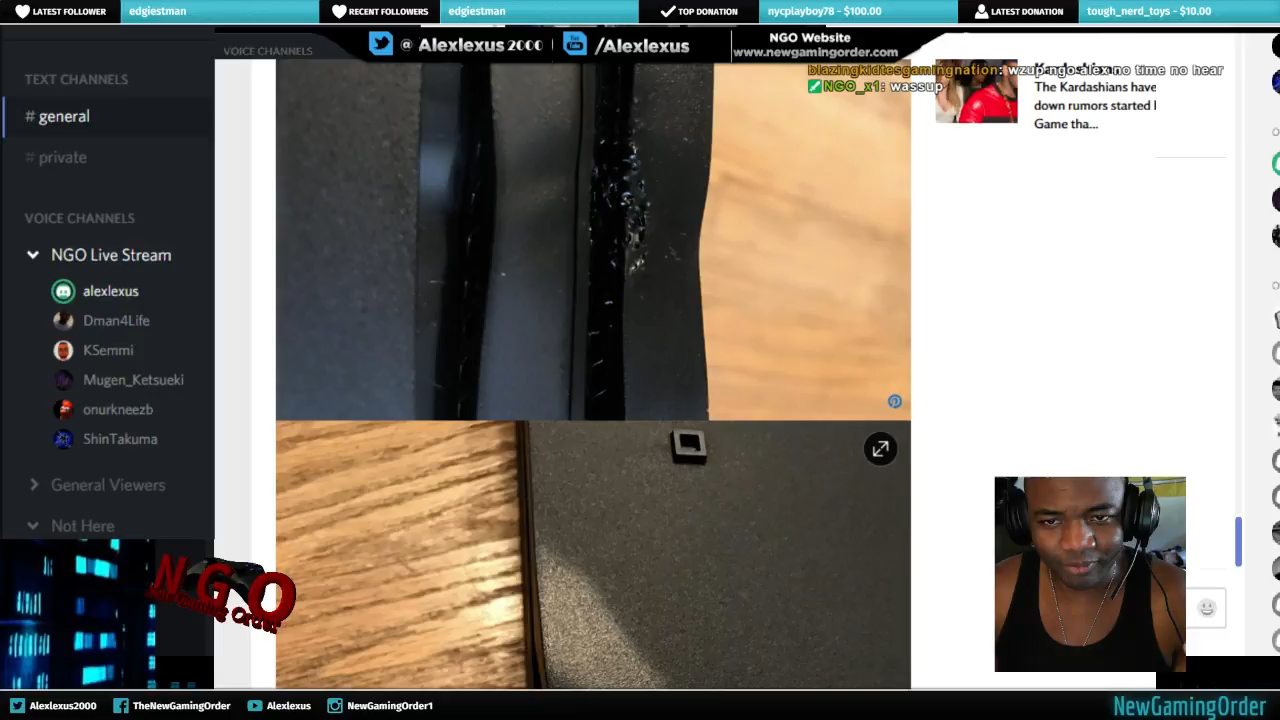 LATEST FOLLOWER
edgiestman
RECENT FOLLOWERS
edgiestman
TOP DONATION
nycplayboy78 - $100.00
LATEST DONATION
tough_nerd_toys - $10.00
@ Alexlexus 2000
You
Tube
/Alexlexus
NGO Website
www.newgamingorder.com
VOICE CHANNELS
blazingkidtesgamingnation: wzup ngo alex no time no hear
NGO_x1: wassup
The Kardashians have
down rumors started
Game tha...
TEXT CHANNELS
# general
# private
VOICE CHANNELS
NGO Live Stream
alexlexus
Dman4Life
KSemmi
Mugen_Ketsueki
onurkneezb
ShinTakuma
General Viewers
Not Here
NGO
Alexlexus2000
TheNewGamingOrder
Alexlexus
NewGamingOrder1
NewGamingOrder